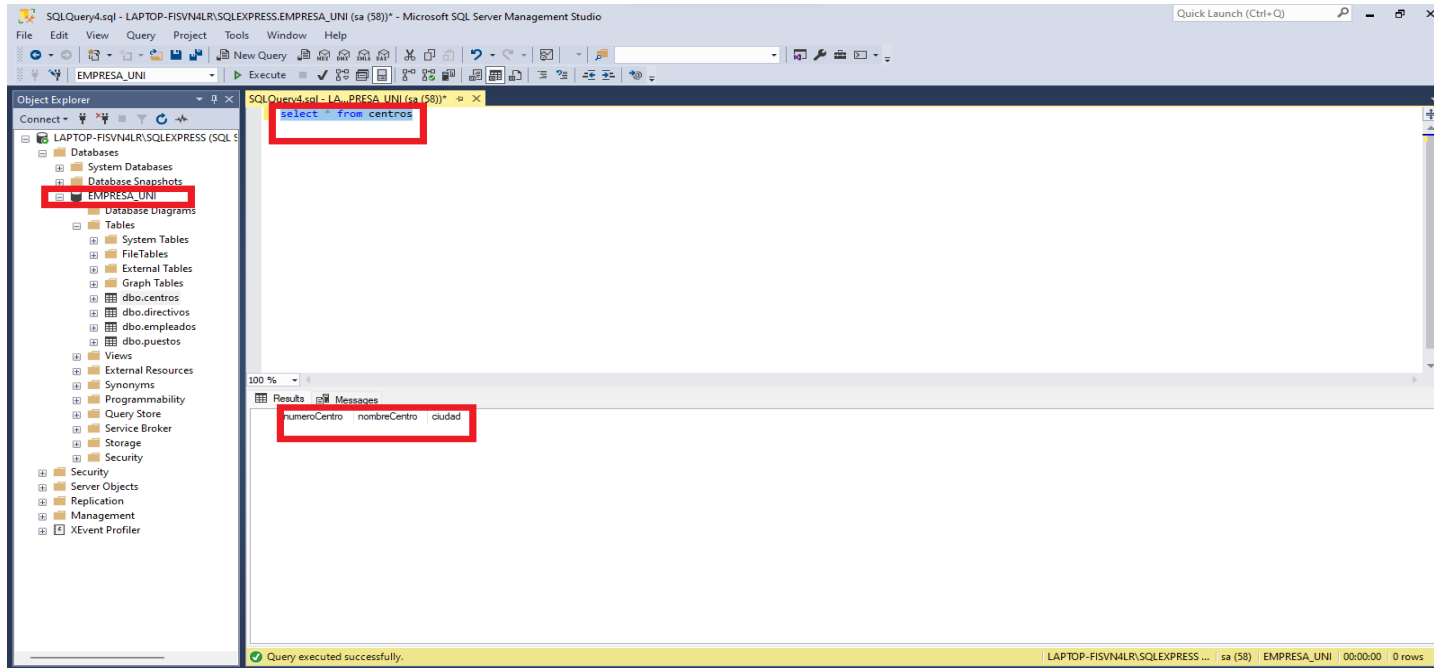 SQLQuery4.sql - LAPTOP-FISVN4LR\SQLEXPRESS.EMPRESA_UNI (sa (58))* - Microsoft SQL Server Management Studio
Quick Launch (Ctrl+Q)
File Edit View Query Project Tools Window Help
New Query
EMPRESA_UNI
Execute
Object Explorer
SQLQuery4.sql - LA...PRESA_UNI (sa (58))*
Connect
select * from centros
LAPTOP-FISVN4LR\SQLEXPRESS (SQL S
Databases
System Databases
Database Snapshots
EMPRESA_UNI
Database Diagrams
Tables
System Tables
FileTables
External Tables
Graph Tables
dbo.centros
dbo.directivos
dbo.empleados
dbo.puestos
Views
External Resources
Synonyms
Programmability
Query Store
Service Broker
Storage
Security
Security
Server Objects
Replication
Management
XEvent Profiler
100 %
Results Messages
numeroCentro nombreCentro ciudad
Query executed successfully.
LAPTOP-FISVN4LR\SQLEXPRESS ... sa (58) EMPRESA_UNI 00:00:00 0 rows